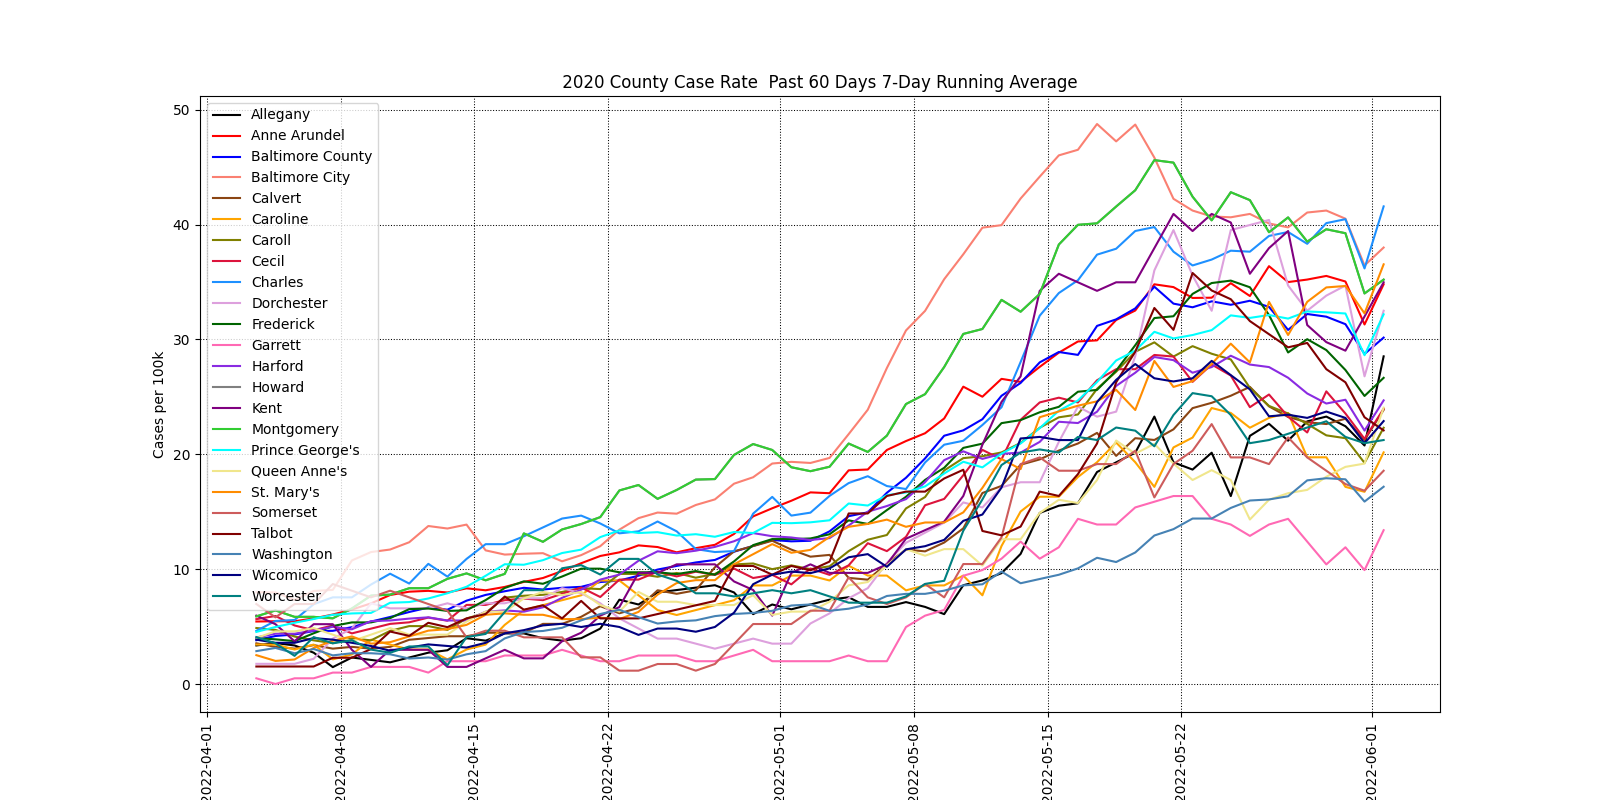 2020 County Case Rate  Past 60 Days 7-Day Running Average
Cases per 100k
50
40
30
20
10
0
Allegany
Anne Arundel
Baltimore County
Baltimore City
Calvert
Caroline
Caroll
Cecil
Charles
Dorchester
Frederick
Garrett
Harford
Howard
Kent
Montgomery
Prince George's
Queen Anne's
St. Mary's
Somerset
Talbot
Washington
Wicomico
Worcester
2022-04-01
2022-04-08
2022-04-15
2022-04-22
2022-05-01
2022-05-08
2022-05-15
2022-05-22
2022-06-01